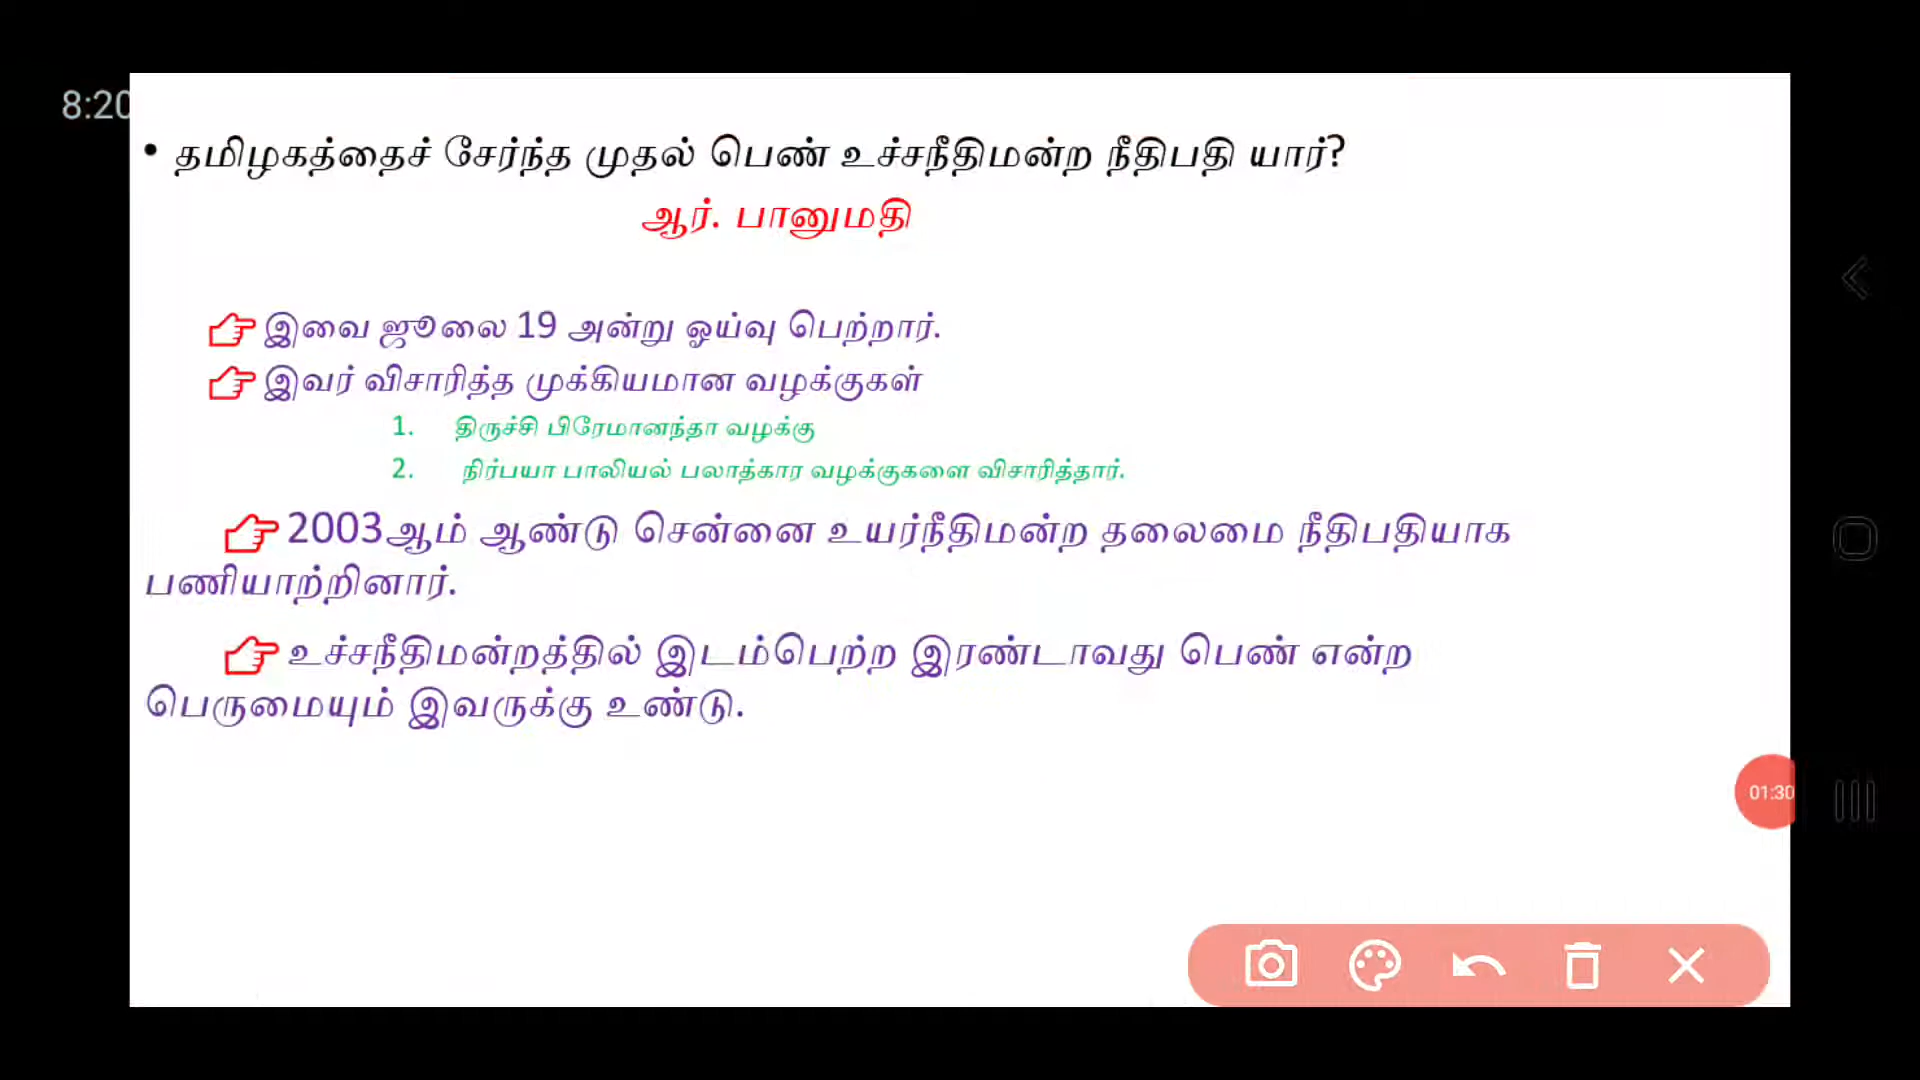 8:20
• தமிழகத்தைச் சேர்ந்த முதல் பெண் உச்சநீதிமன்ற நீதிபதி யார்?
ஆர். பானுமதி
இவை ஜூலை 19 அன்று ஓய்வு பெற்றார்.
இவர் விசாரித்த முக்கியமான வழக்குகள்
1. திருச்சி பிரேமானந்தா வழக்கு
2. நிர்பயா பாலியல் பலாத்கார வழக்குகளை விசாரித்தார்.
2003ஆம் ஆண்டு சென்னை உயர்நீதிமன்ற தலைமை நீதிபதியாக
பணியாற்றினார்.
உச்சநீதிமன்றத்தில் இடம்பெற்ற இரண்டாவது பெண் என்ற
பெருமையும் இவருக்கு உண்டு.
01:30